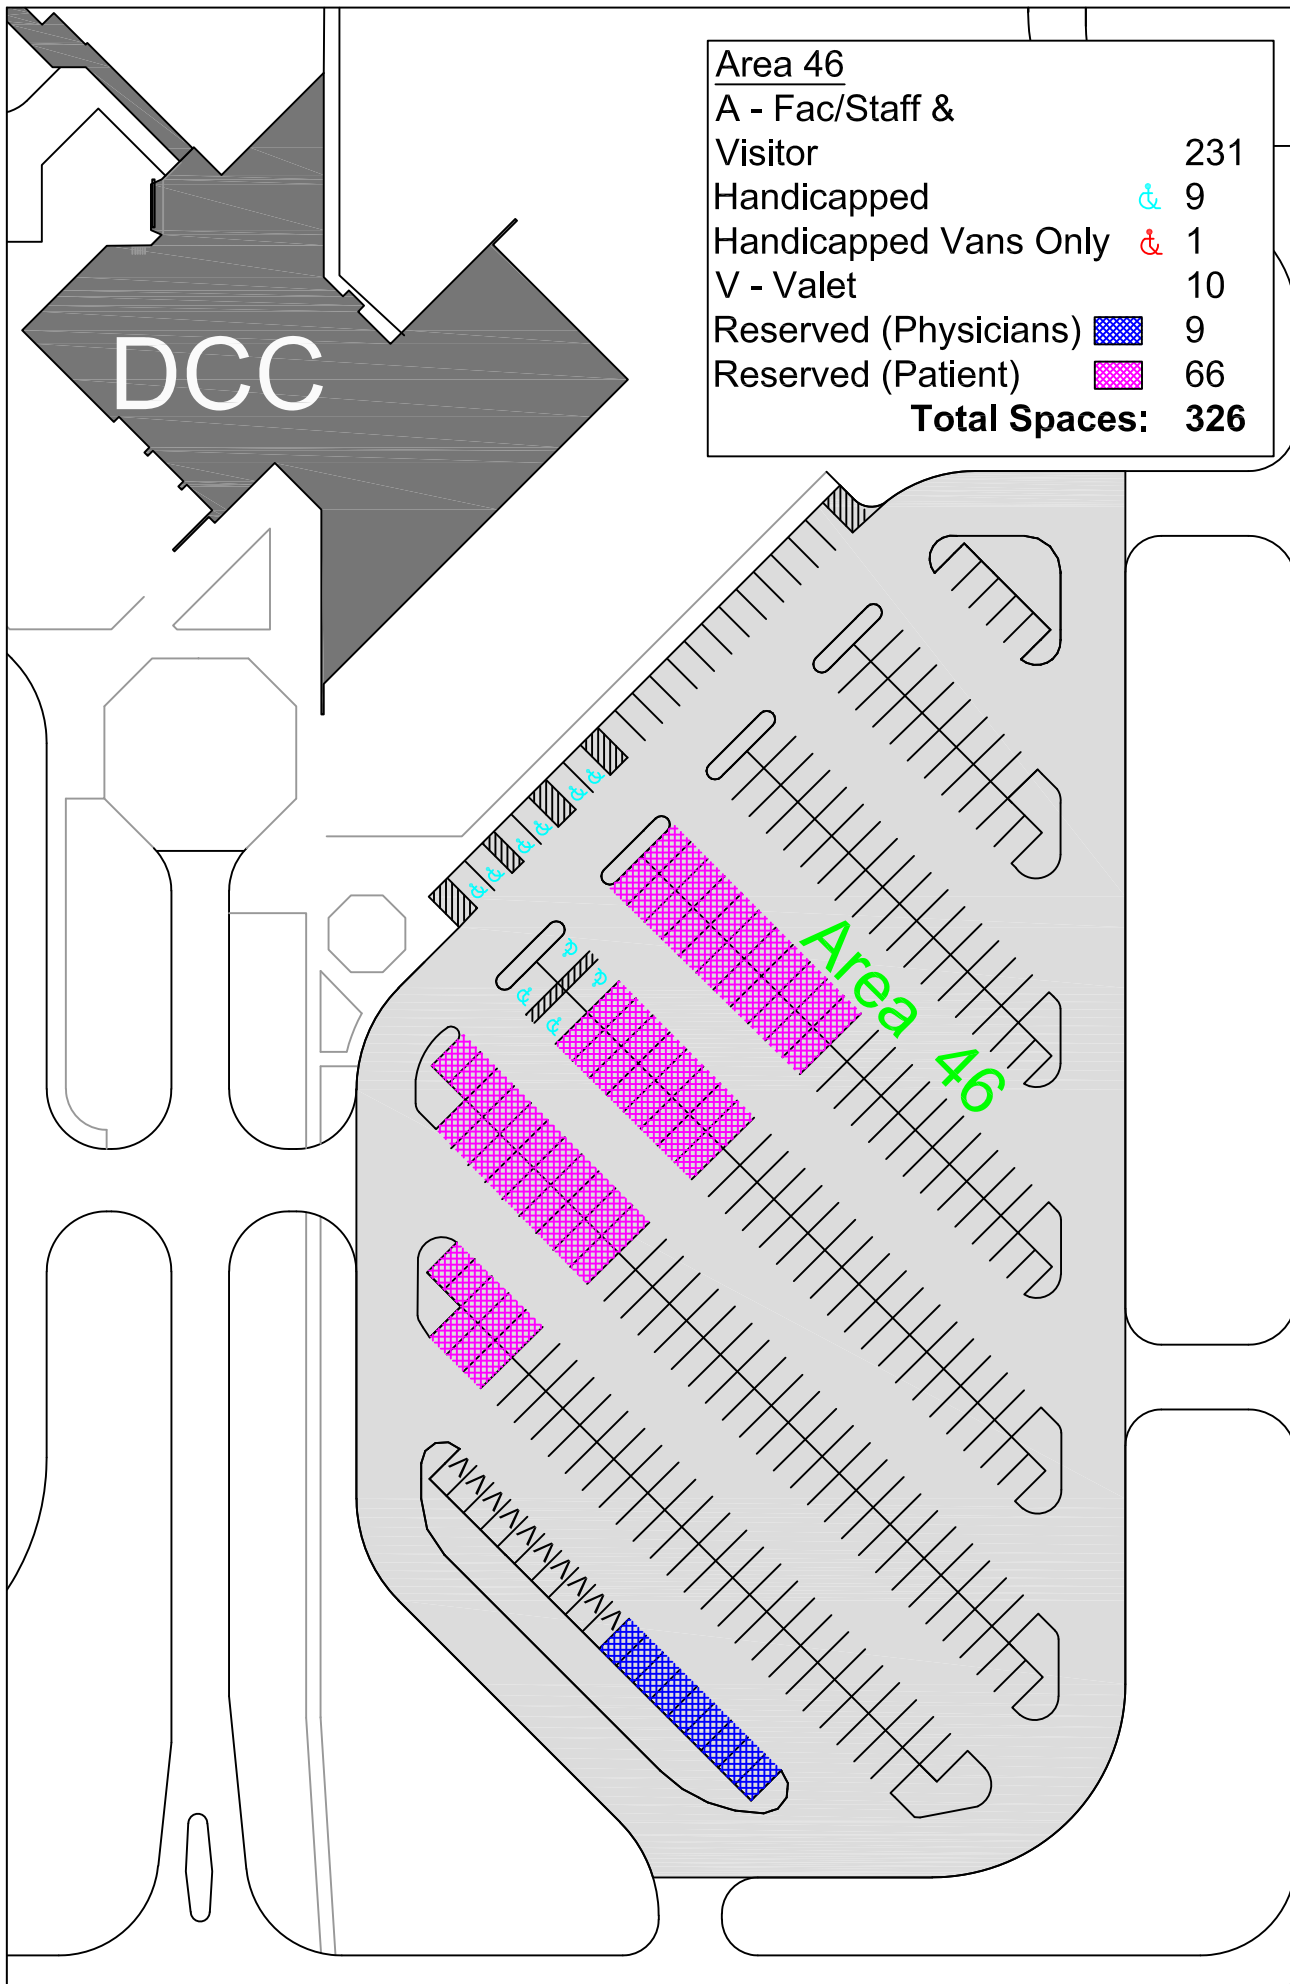 Area 46
A - Fac/Staff &
Visitor 231
Handicapped 9
Handicapped Vans Only 1
V - Valet 10
Reserved (Physicians) 9
Reserved (Patient) 66
Total Spaces: 326
DCC
Area 46
V V V V V V V V V V